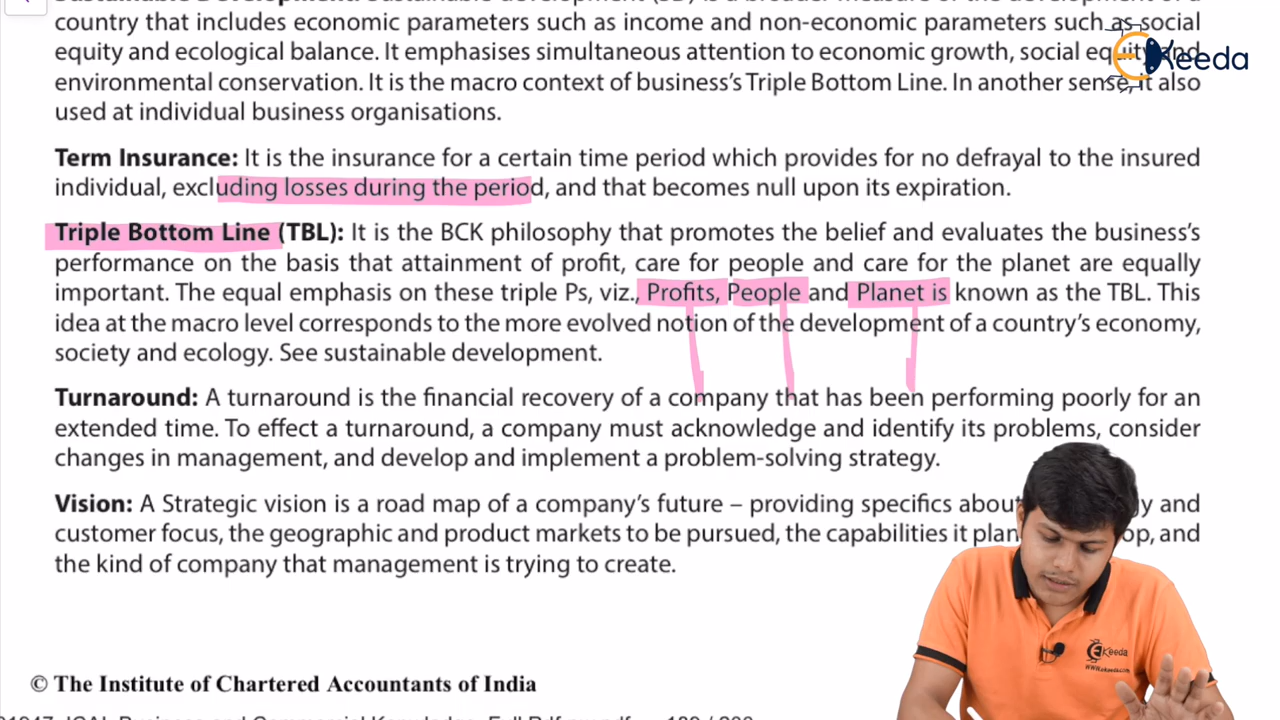 country that includes economic parameters such as income and non-economic parameters such as social
equity and ecological balance. It emphasises simultaneous attention to economic growth, social equity and
environmental conservation. It is the macro context of business's Triple Bottom Line. In another sense, it also
used at individual business organisations.
Keeda
Term Insurance: It is the insurance for a certain time period which provides for no defrayal to the insured
individual, excluding losses during the period, and that becomes null upon its expiration.
Triple Bottom Line (TBL): It is the BCK philosophy that promotes the belief and evaluates the business's
performance on the basis that attainment of profit, care for people and care for the planet are equally
important. The equal emphasis on these triple Ps, viz., Profits, People and Planet is known as the TBL. This
idea at the macro level corresponds to the more evolved notion of the development of a country's economy,
society and ecology. See sustainable development.
Turnaround: A turnaround is the financial recovery of a company that has been performing poorly for an
extended time. To effect a turnaround, a company must acknowledge and identify its problems, consider
changes in management, and develop and implement a problem-solving strategy.
Vision: A Strategic vision is a road map of a company's future – providing specifics about y and
customer focus, the geographic and product markets to be pursued, the capabilities it plan op, and
the kind of company that management is trying to create.
EKeeda
www.ekeeda.com
© The Institute of Chartered Accountants of India